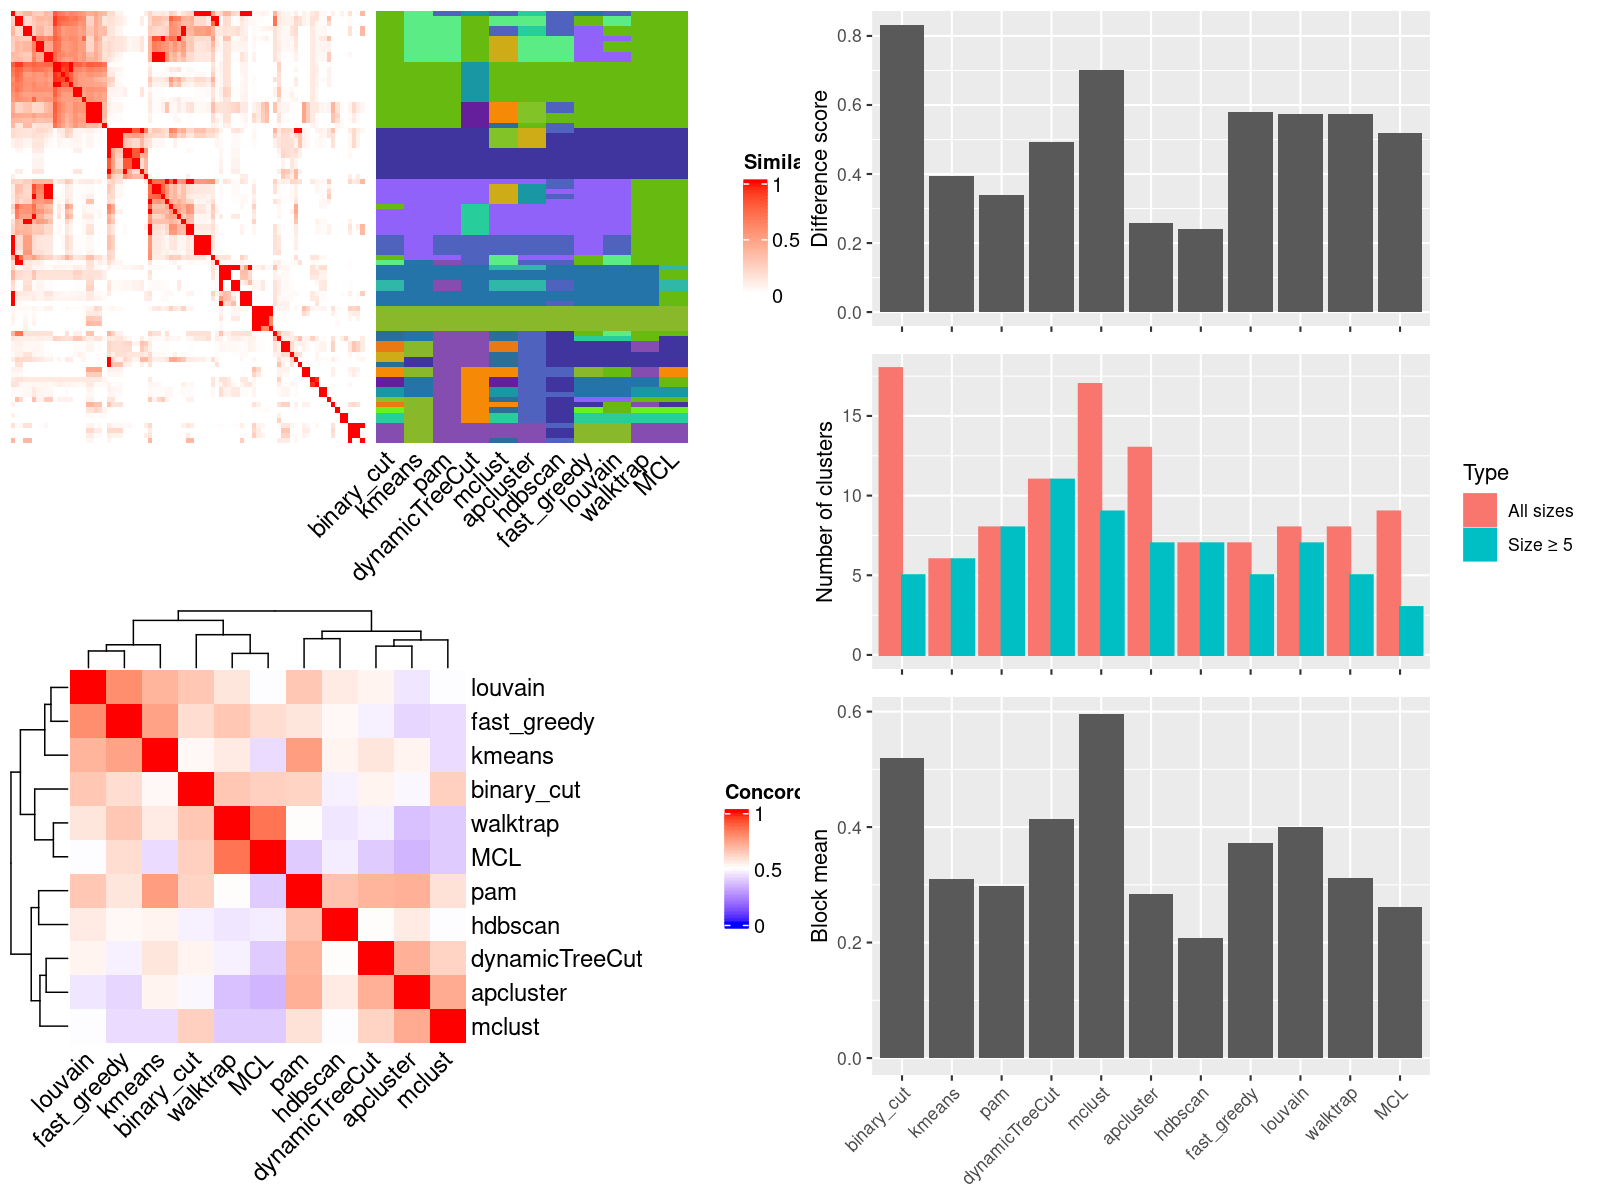 Simila
1
0.5
0
binary_cut
kmeans
pam
dynamicTreeCut
mclust
apcluster
hdbscan
fast_greedy
louvain
walktrap
MCL
louvain
fast_greedy
kmeans
binary_cut
walktrap
MCL
pam
hdbscan
dynamicTreeCut
apcluster
mclust
louvain
fast_greedy
kmeans
binary_cut
walktrap
MCL
pam
hdbscan
dynamicTreeCut
apcluster
mclust
Concord
1
0.5
0
Difference score
0.8
0.6
0.4
0.2
0.0
Number of clusters
15
10
5
0
Type
All sizes
Size ≥ 5
Block mean
0.6
0.4
0.2
0.0
binary_cut
kmeans
pam
dynamicTreeCut
mclust
apcluster
hdbscan
fast_greedy
louvain
walktrap
MCL